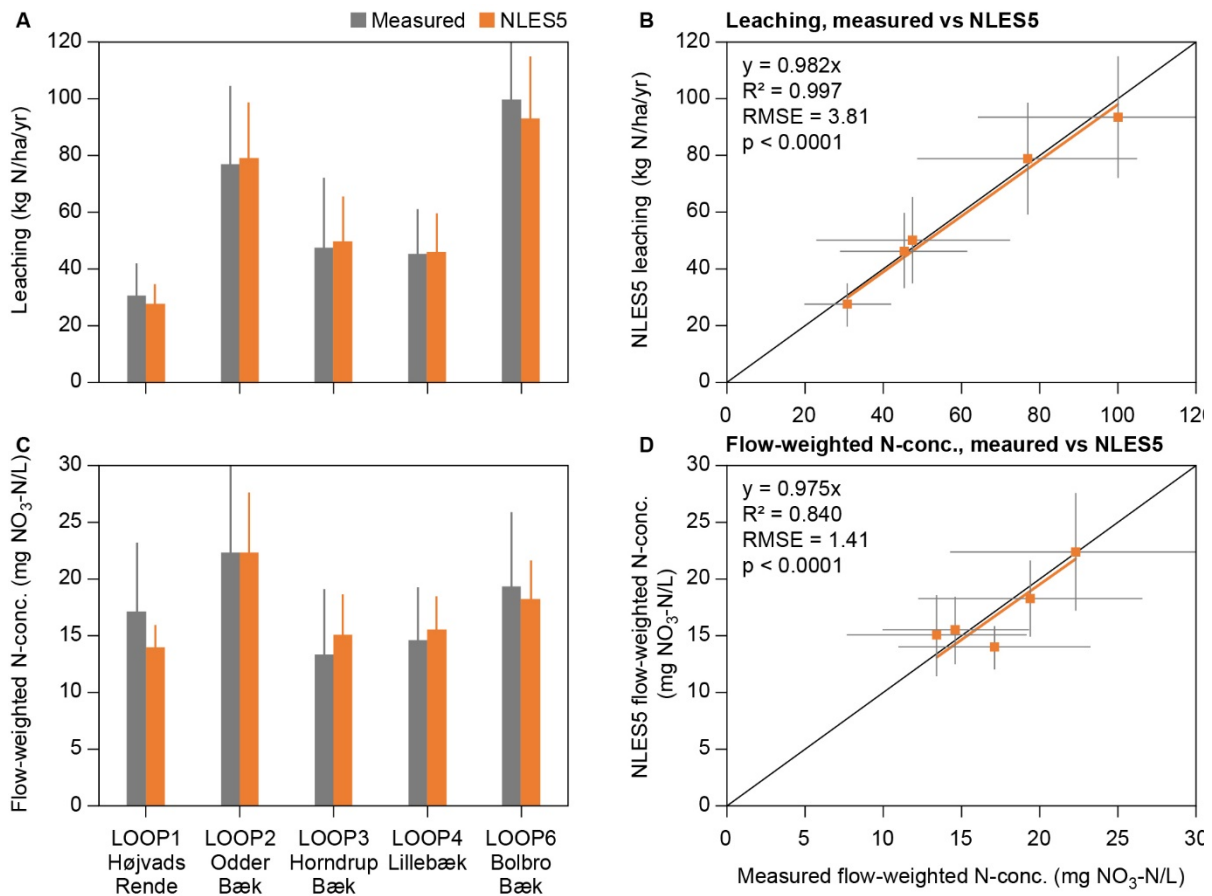 A
Measured NLES5
Leaching (kg N/ha/yr)
120
100
80
60
40
20
0
B Leaching, measured vs NLES5
y = 0.982x
R² = 0.997
RMSE = 3.81
p < 0.0001
NLES5 leaching (kg N/ha/yr)
120
100
80
60
40
20
0
0 20 40 60 80 100 120
C
Flow-weighted N-conc. (mg NO₃-N/L)
30
25
20
15
10
5
0
LOOP1 LOOP2 LOOP3 LOOP4 LOOP6
Højvads Odder Horndrup Lillebæk Bolbro
Rende Bæk Bæk Bæk
D Flow-weighted N-conc., meaured vs NLES5
y = 0.975x
R² = 0.840
RMSE = 1.41
p < 0.0001
NLES5 flow-weighted N-conc.
(mg NO₃-N/L)
30
25
20
15
10
5
0
0 5 10 15 20 25 30
Measured flow-weighted N-conc. (mg NO₃-N/L)